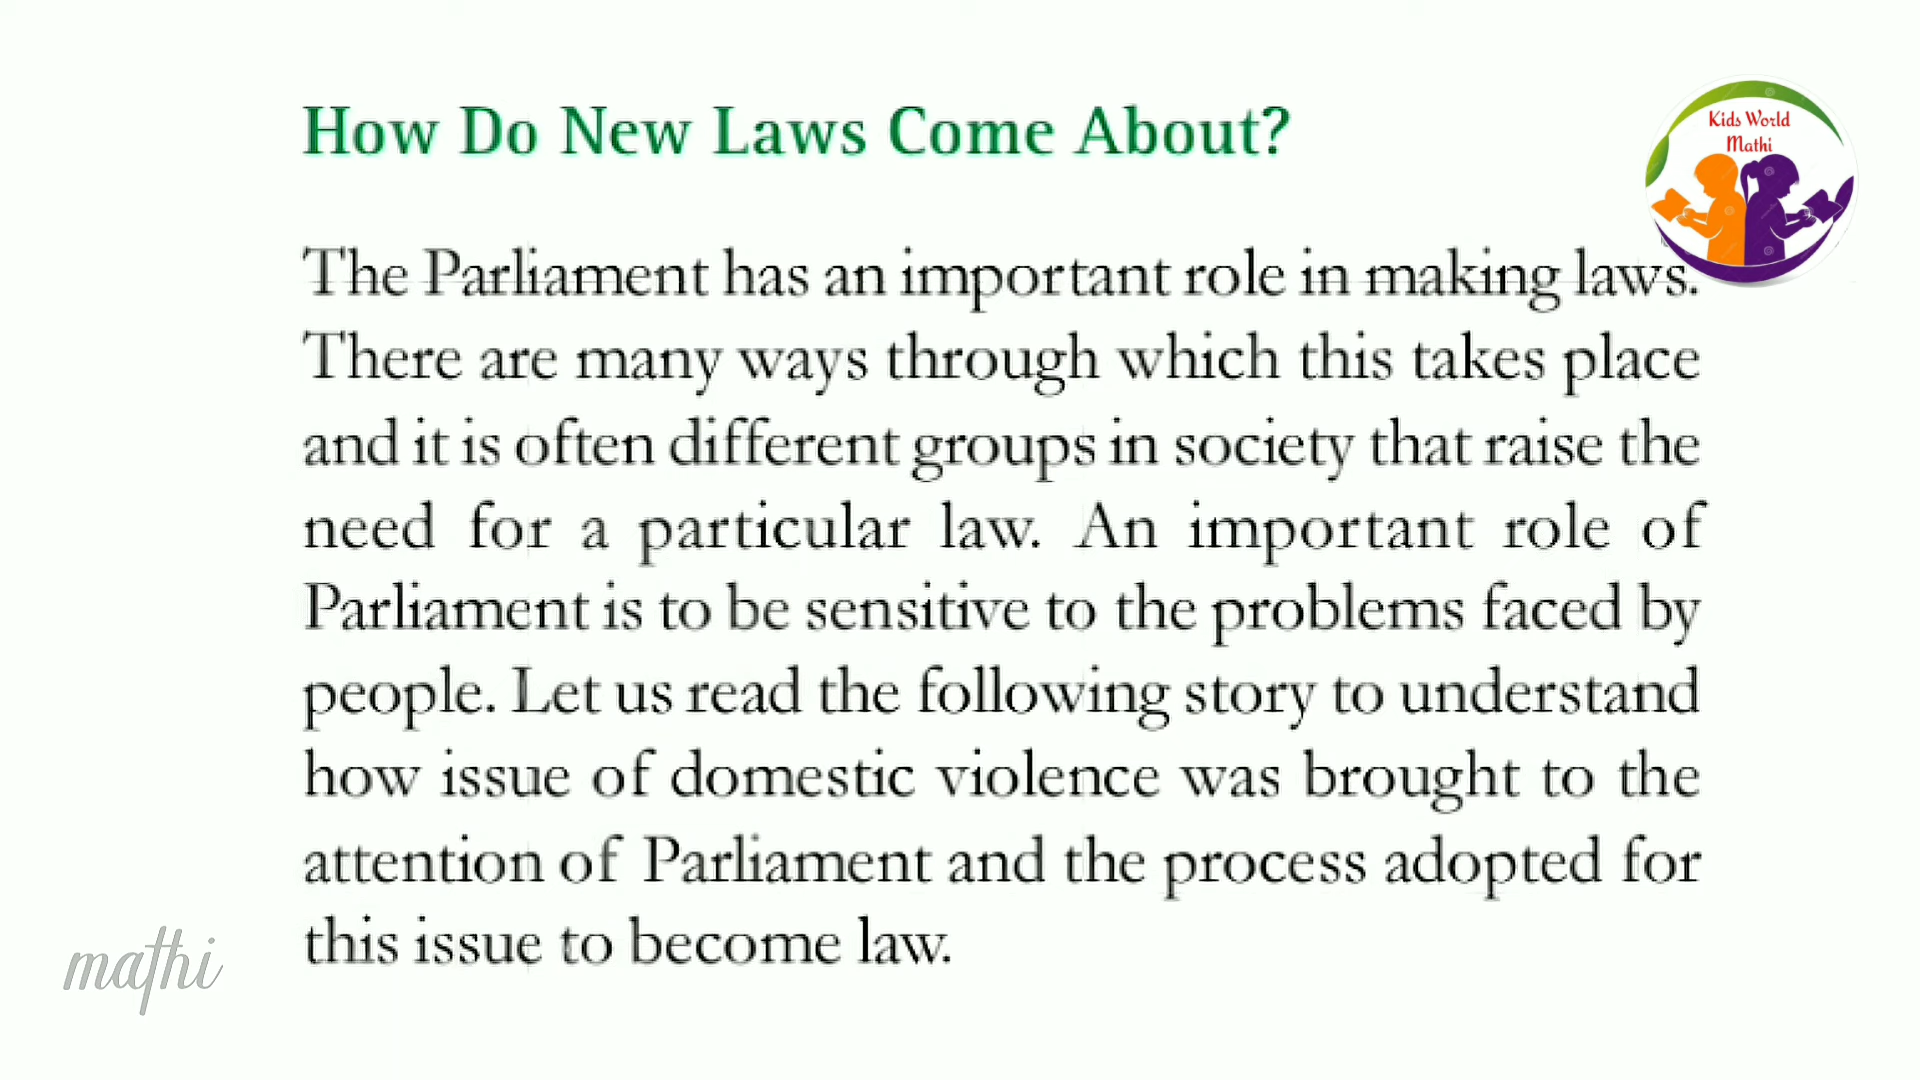 How Do New Laws Come About?
Kids World
Mathi
The Parliament has an important role in making laws.
There are many ways through which this takes place
and it is often different groups in society that raise the
need for a particular law. An important role of
Parliament is to be sensitive to the problems faced by
people. Let us read the following story to understand
how issue of domestic violence was brought to the
attention of Parliament and the process adopted for
this issue to become law.
mathi